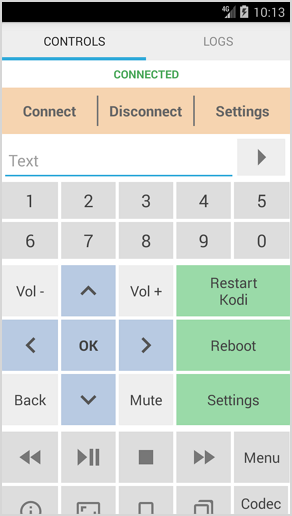 10:13
CONTROLS LOGS
CONNECTED
Connect Disconnect Settings
Text
1 2 3 4 5
6 7 8 9 0
Vol - Vol + Restart
Kodi
OK Reboot
Back Mute Settings
Menu
Codec